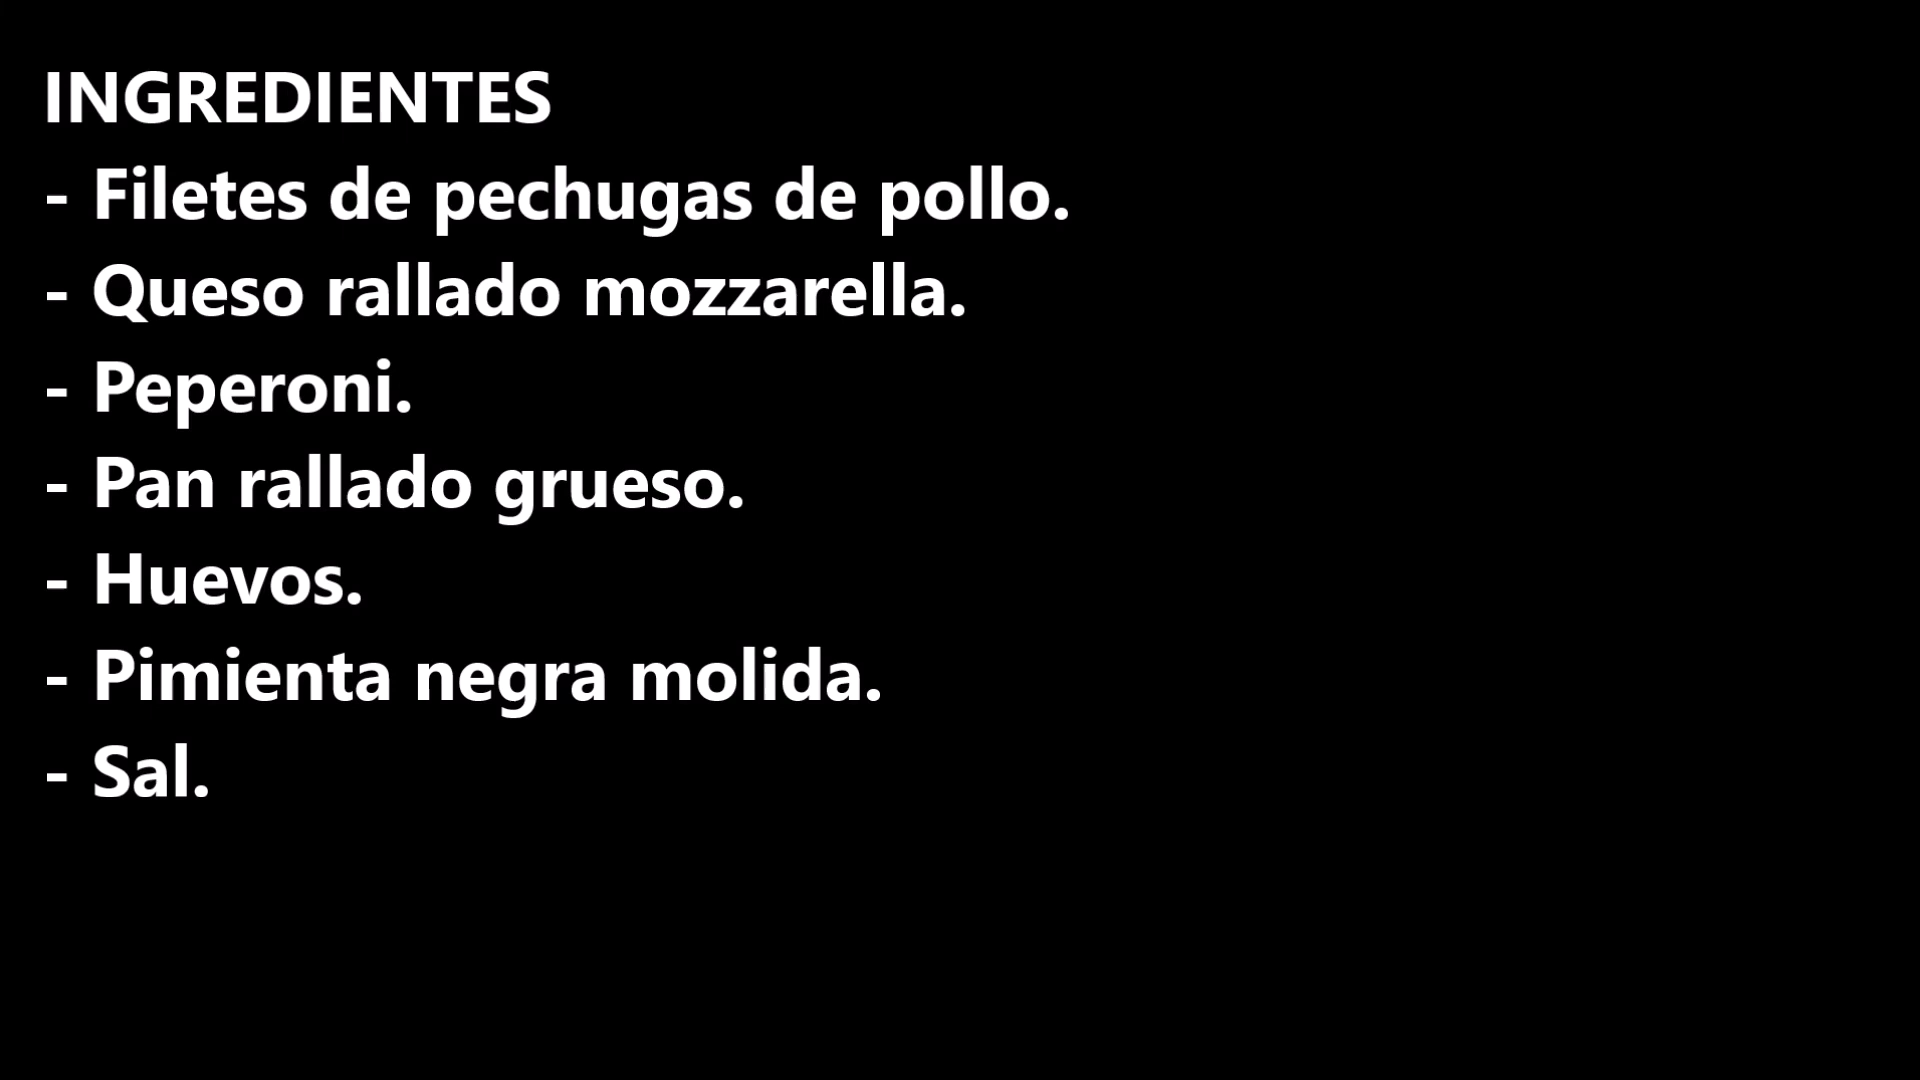 INGREDIENTES
- Filetes de pechugas de pollo.
- Queso rallado mozzarella.
- Peperoni.
- Pan rallado grueso.
- Huevos.
- Pimienta negra molida.
- Sal.